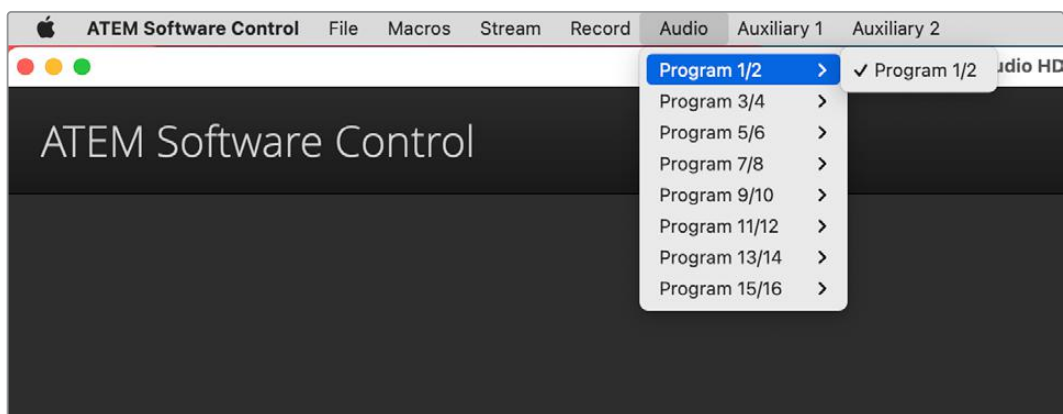 ATEM Software Control File Macros Stream Record Audio Auxiliary 1 Auxiliary 2
Program 1/2 ✓ Program 1/2 HD
Program 3/4
ATEM Software Control
Program 5/6
Program 7/8
Program 9/10
Program 11/12
Program 13/14
Program 15/16